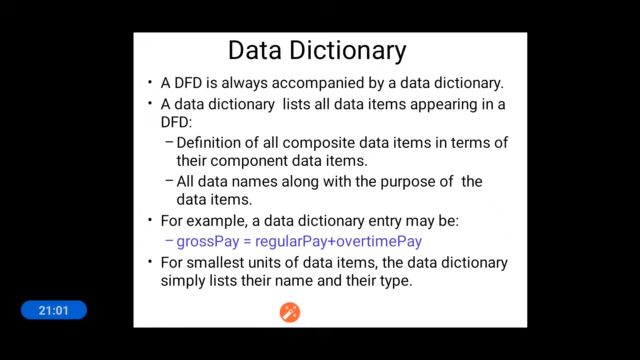 Data Dictionary
• A DFD is always accompanied by a data dictionary.
• A data dictionary lists all data items appearing in a
DFD:
– Definition of all composite data items in terms of
their component data items.
– All data names along with the purpose of the
data items.
• For example, a data dictionary entry may be:
– grossPay = regularPay+overtimePay
• For smallest units of data items, the data dictionary
simply lists their name and their type.
21:01